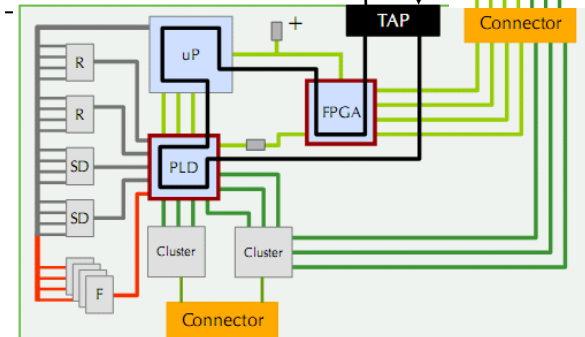 TAP
Connector
+
uP
R
FPGA
R
PLD
SD
SD
Cluster
Cluster
F
Connector